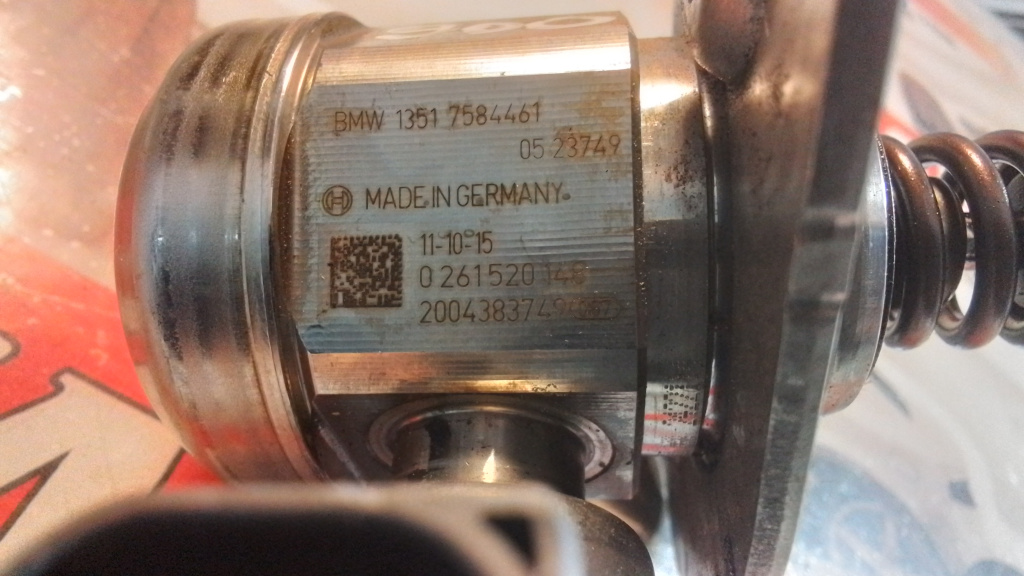 BMW 1351 7584461
05 23749
MADE IN GERMANY
11-10-15
0 261 520